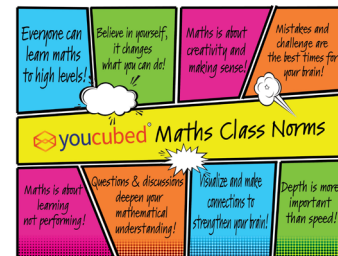 Everyone can
learn maths
to high levels!
Believe in yourself,
it changes
what you can do!
Maths is about
creativity and
making sense!
Mistakes and
challenge are
the best times for
your brain!
youcubed® Maths Class Norms
Maths is about
learning
not performing!
Questions & discussions
deepen your
mathematical
understanding!
Visualize and make
connections to
strengthen your brain!
Depth is more
important
than speed!